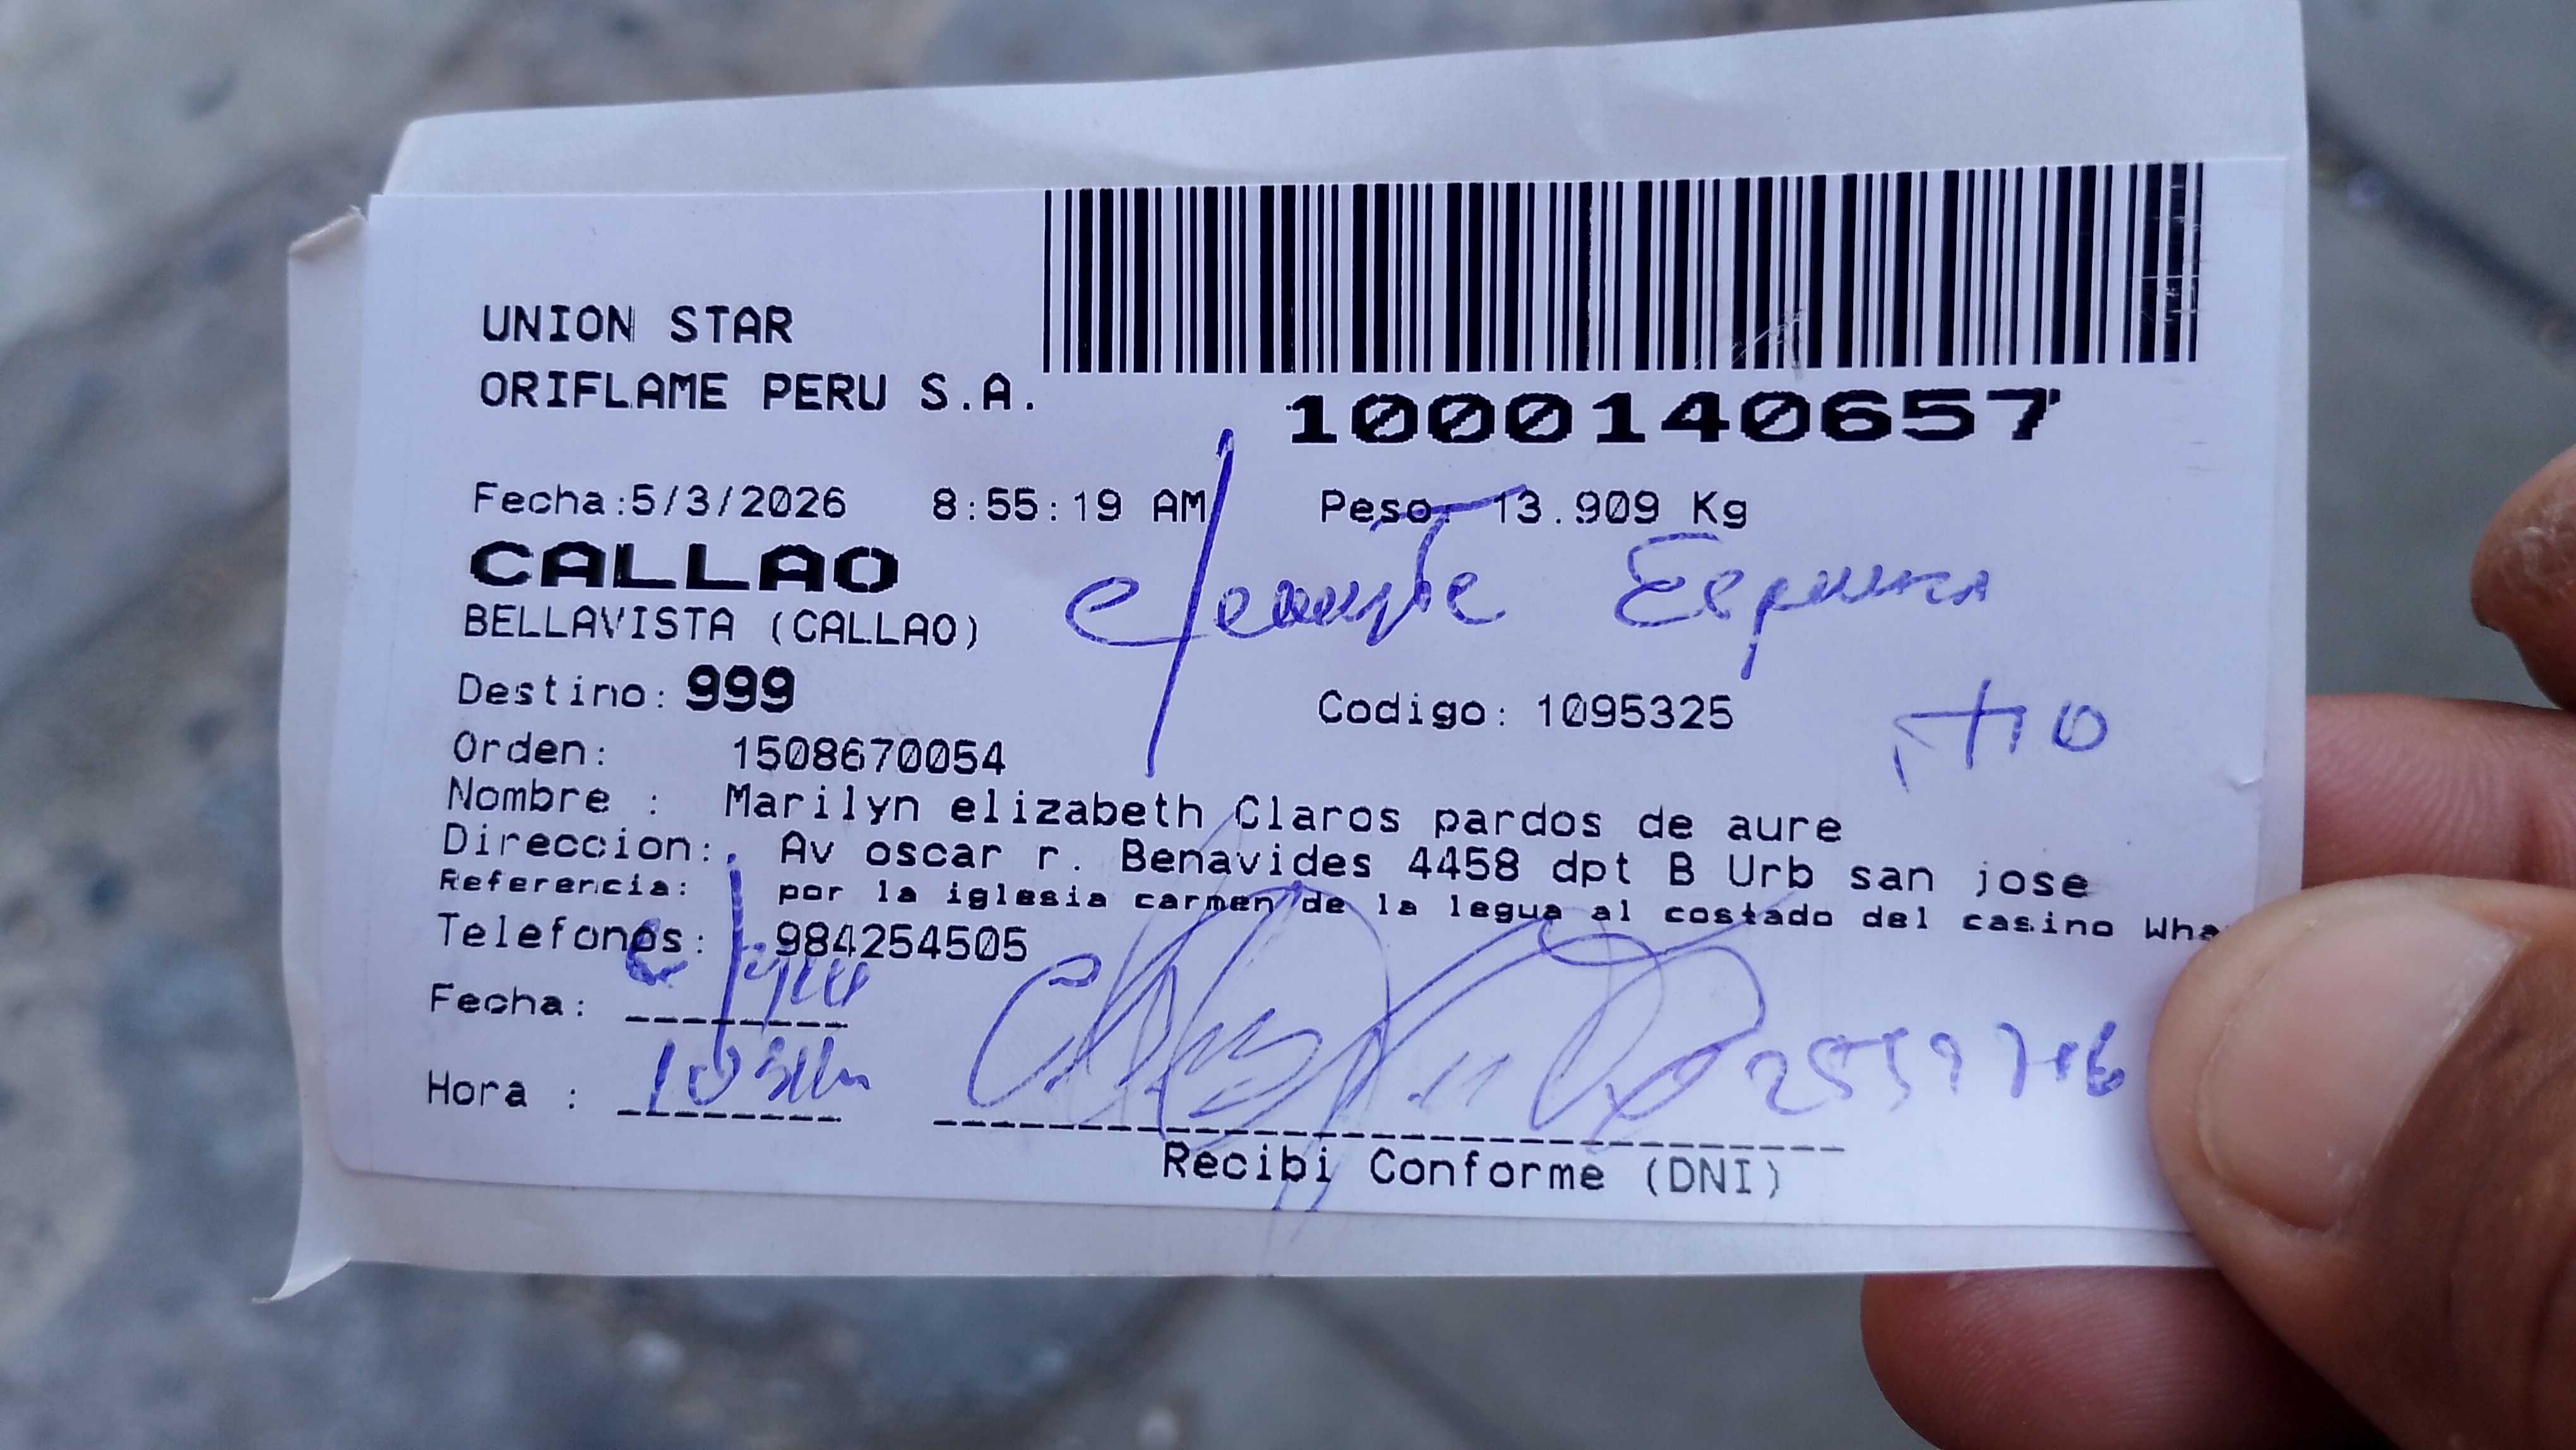 UNION STAR
ORIFLAME PERU S.A.
1000140657
Fecha:5/3/2026 8:55:19 AM Peso: 13.909 Kg
CALLAO
BELLAVISTA (CALLAO)
Destino: 999 Codigo: 1095325
Orden: 1508670054
Nombre : Marilyn elizabeth Claros pardos de aure
Direccion: Av oscar r. Benavides 4458 dpt B Urb san jose
Referencia: por la iglesia carmen de la legua al costado del casino Wha
Telefonos: 984254505
Fecha:
Hora :
Recibi Conforme (DNI)